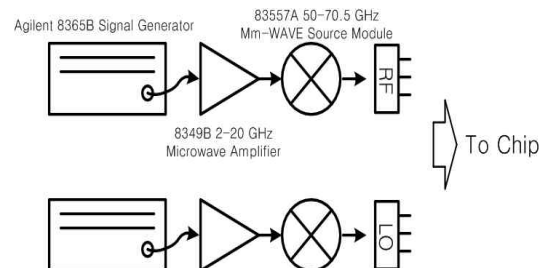 83557A 50-70.5 GHz
Agilent 8365B Signal Generator
Mm-WAVE Source Module
RF
8349B 2-20 GHz
Microwave Amplifier
To Chip
LO